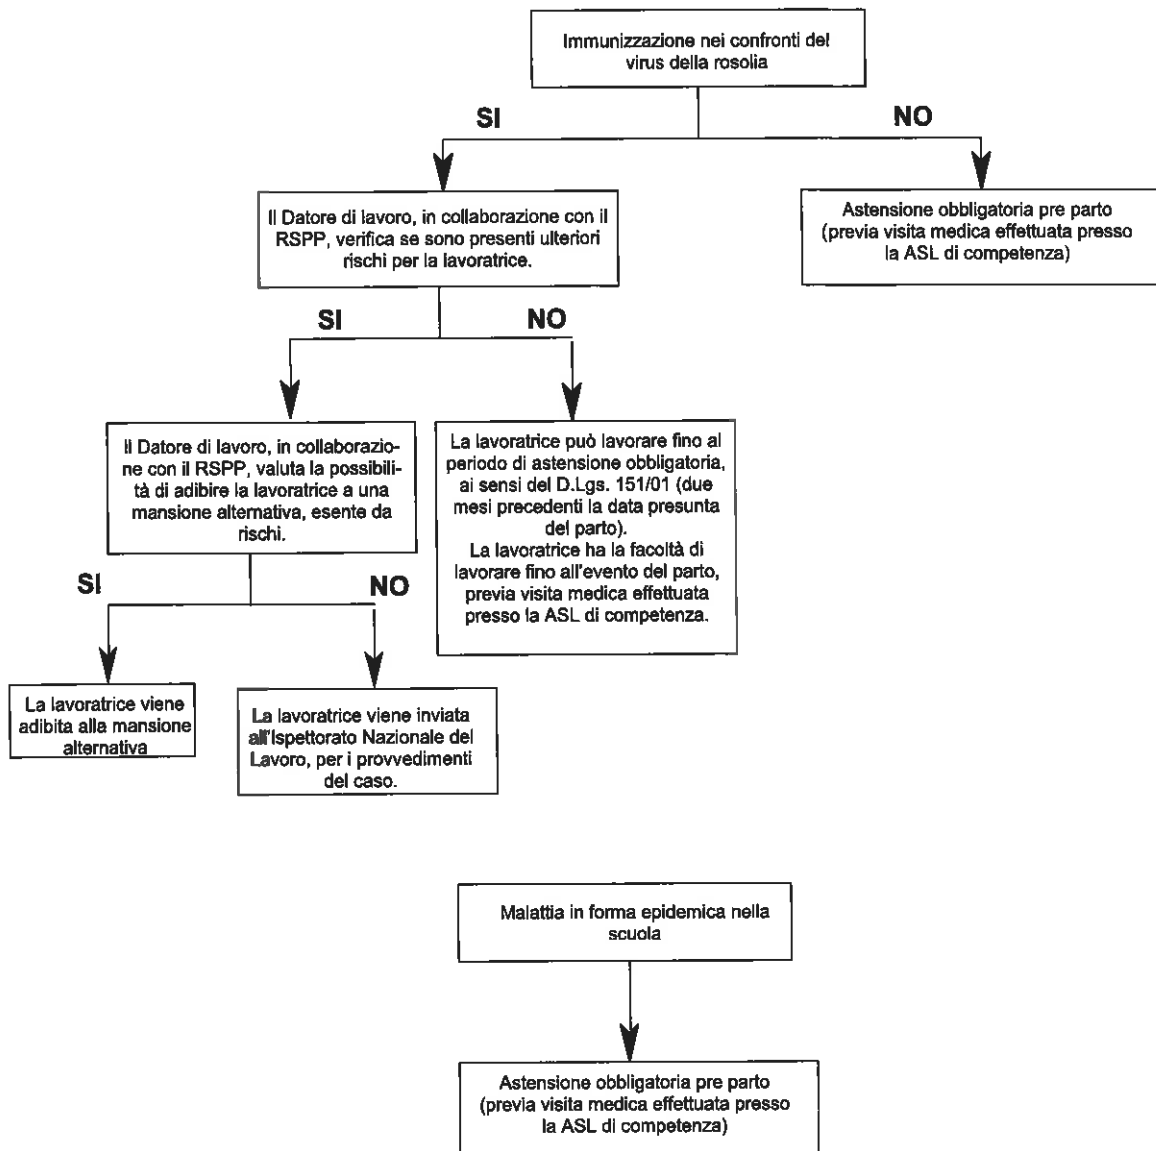 Immunizzazione nei confronti del
virus della rosolia
SI
NO
Il Datore di lavoro, in collaborazione con il
RSPP, verifica se sono presenti ulteriori
rischi per la lavoratrice.
Astensione obbligatoria pre parto
(previa visita medica effettuata presso
la ASL di competenza)
SI
NO
Il Datore di lavoro, in collaborazio-
ne con il RSPP, valuta la possibili-
tà di adibire la lavoratrice a una
mansione alternativa, esente da
rischi.
La lavoratrice può lavorare fino al
periodo di astensione obbligatoria,
ai sensi del D.Lgs. 151/01 (due
mesi precedenti la data presunta
del parto).
La lavoratrice ha la facoltà di
lavorare fino all'evento del parto,
previa visita medica effettuata
presso la ASL di competenza.
SI
NO
La lavoratrice viene
adibita alla mansione
alternativa
La lavoratrice viene inviata
all'Ispettorato Nazionale del
Lavoro, per i provvedimenti
del caso.
Malattia in forma epidemica nella
scuola
Astensione obbligatoria pre parto
(previa visita medica effettuata presso
la ASL di competenza)